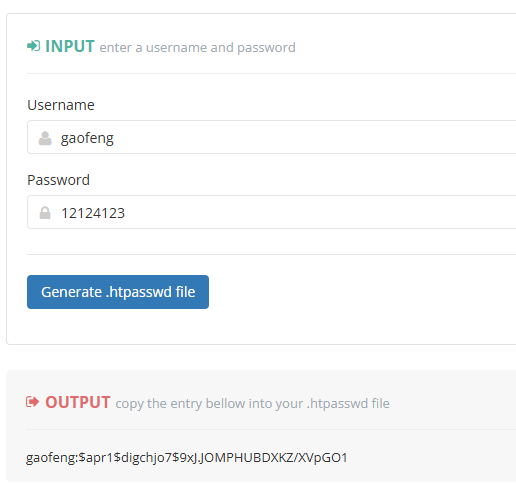 INPUT enter a username and password
Username
gaofeng
Password
12124123
Generate .htpasswd file
OUTPUT copy the entry bellow into your .htpasswd file
gaofeng:$apr1$digchjo7$9xJ.JOMPHUBDXKZ/XVpGO1